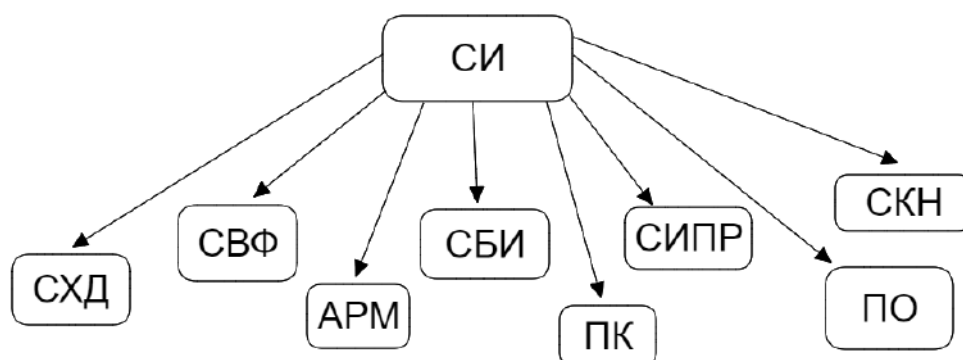 СИ
СХД
СВФ
АРМ
СБИ
ПК
СИПР
ПО
СКН